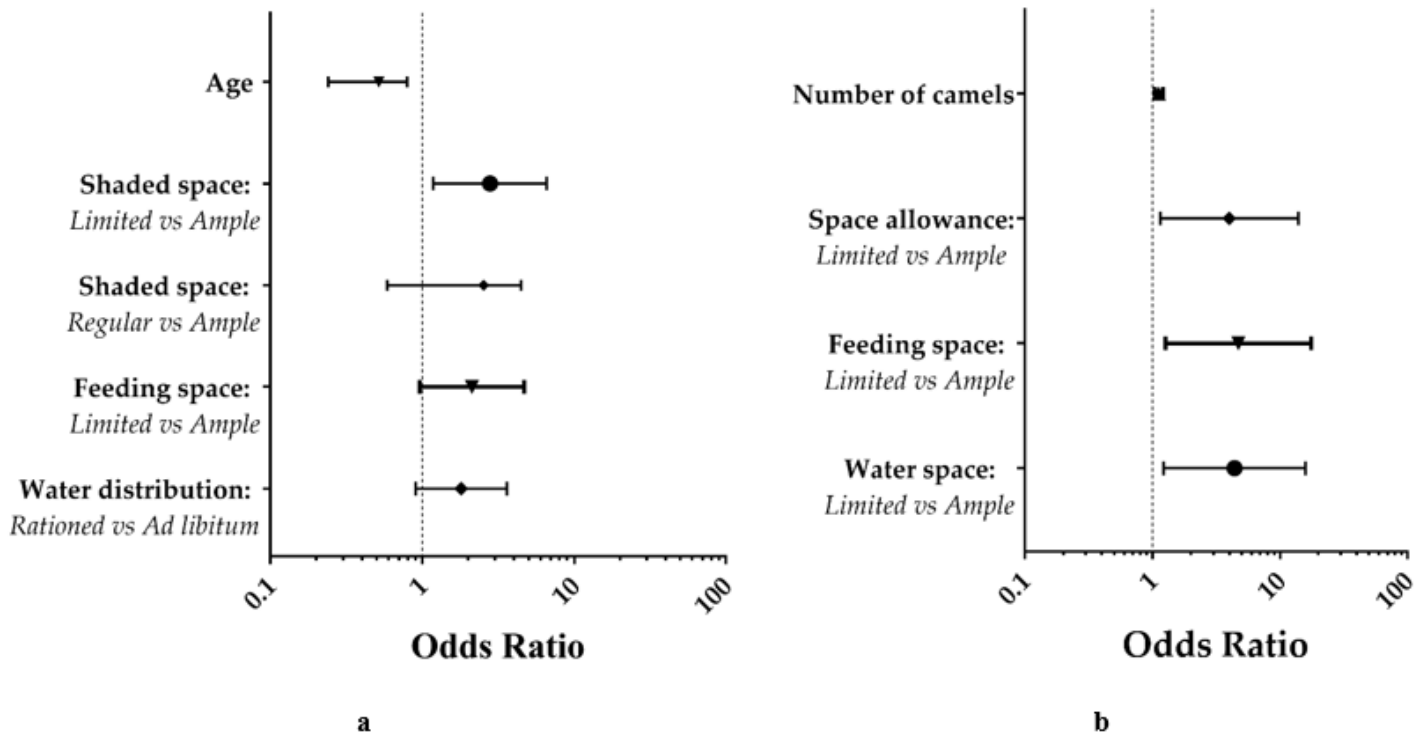 Age
Shaded space:
Limited vs Ample
Shaded space:
Regular vs Ample
Feeding space:
Limited vs Ample
Water distribution:
Rationed vs Ad libitum
0.1
1
10
100
Odds Ratio
a
Number of camels
Space allowance:
Limited vs Ample
Feeding space:
Limited vs Ample
Water space:
Limited vs Ample
0.1
1
10
100
Odds Ratio
b